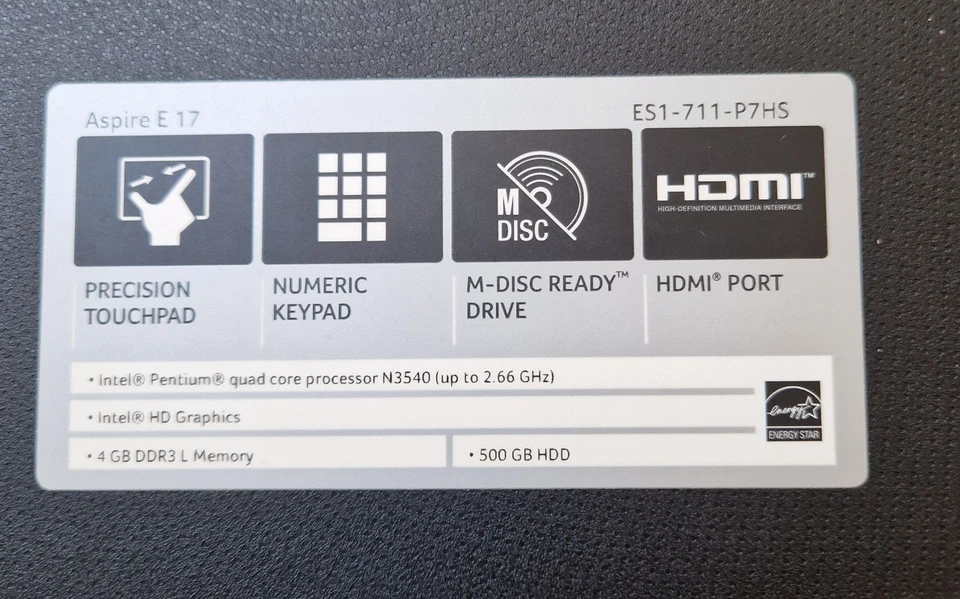 Aspire E 17
ES1-711-P7HS
M DISC
HDMI™
HIGH-DEFINITION MULTIMEDIA INTERFACE
PRECISION
TOUCHPAD
NUMERIC
KEYPAD
M-DISC READY™
DRIVE
HDMI® PORT
• Intel® Pentium® quad core processor N3540 (up to 2.66 GHz)
• Intel® HD Graphics
• 4 GB DDR3 L Memory
• 500 GB HDD
energy
ENERGY STAR